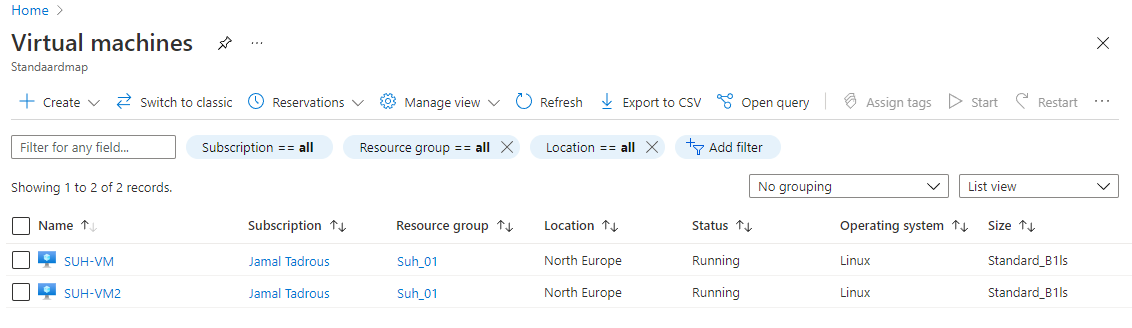 Home
Virtual machines
Standaardmap
Create Switch to classic Reservations Manage view Refresh Export to CSV Open query Assign tags Start Restart
Filter for any field... Subscription == all Resource group == all Location == all Add filter
Showing 1 to 2 of 2 records. No grouping List view
Name Subscription Resource group Location Status Operating system Size
SUH-VM Jamal Tadrous Suh_01 North Europe Running Linux Standard_B1ls
SUH-VM2 Jamal Tadrous Suh_01 North Europe Running Linux Standard_B1ls